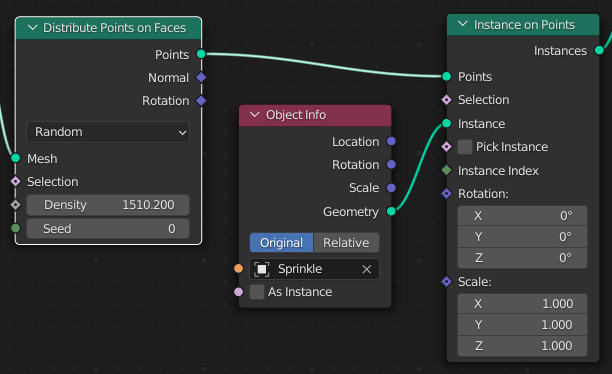 Distribute Points on Faces
Points
Normal
Rotation
Random
Mesh
Selection
Density 1510.200
Seed 0
Object Info
Location
Rotation
Scale
Geometry
Original Relative
Sprinkle
As Instance
Instance on Points
Instances
Points
Selection
Instance
Pick Instance
Instance Index
Rotation:
X 0°
Y 0°
Z 0°
Scale:
X 1.000
Y 1.000
Z 1.000